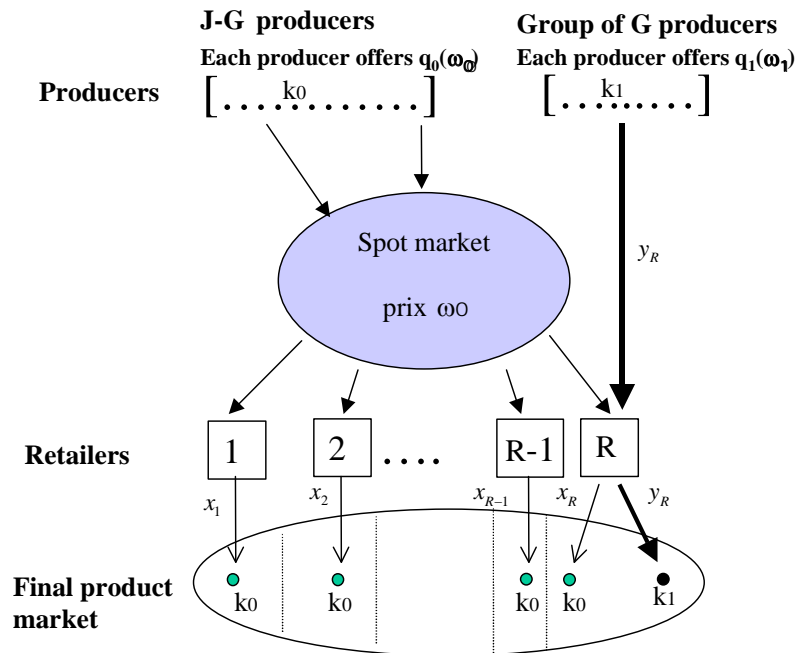 J-G producers
Group of G producers
Each producer offers q0(ω0)
Each producer offers q1(ω1)
Producers
[ k0 . . . . . . . . . . . . . ]
[ k1 . . . . . . . . ]
Spot market
prix ω0
yR
Retailers
1
2
. . . .
R-1
R
x1
x2
xR−1
xR
yR
Final product
market
k0
k0
k0
k0
k1